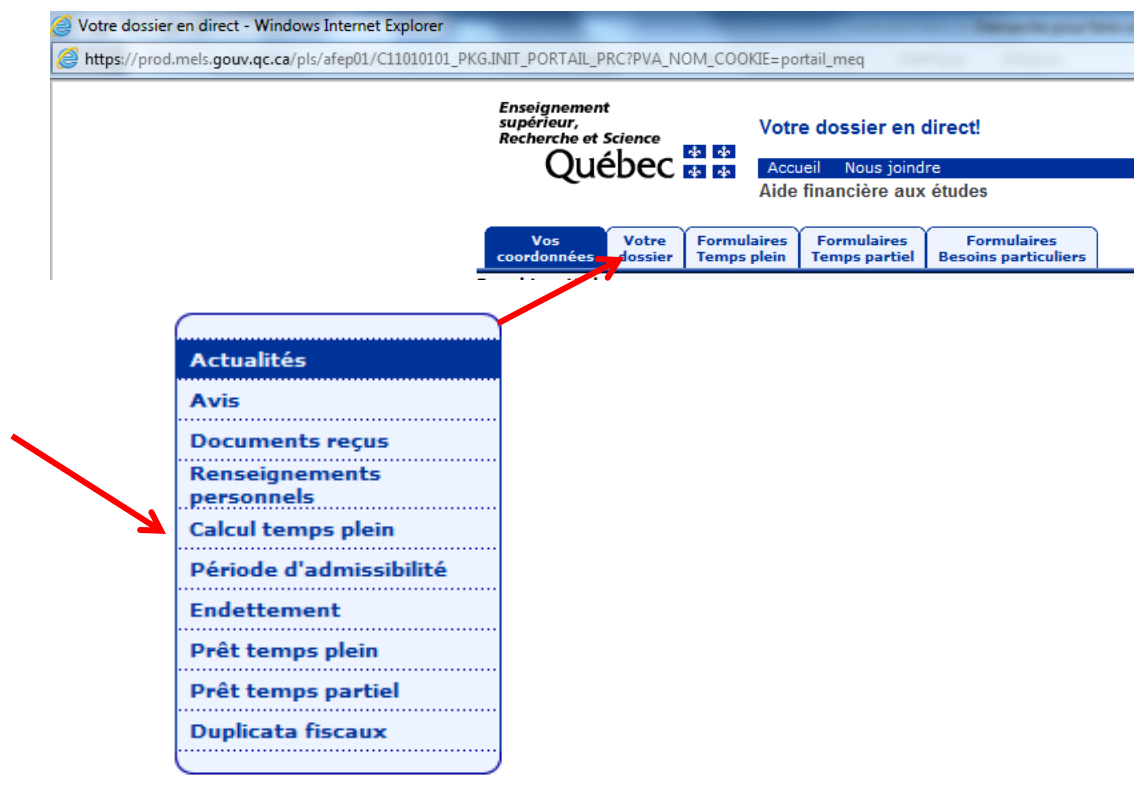 Votre dossier en direct - Windows Internet Explorer
https://prod.mels.gouv.qc.ca/pls/afep01/C11010101_PKG.INIT_PORTAIL_PRC?PVA_NOM_COOKIE=portail_meq
Enseignement
supérieur,
Recherche et Science
Québec
Votre dossier en direct!
Accueil Nous joindre
Aide financière aux études
Vos
coordonnées
Votre
dossier
Formulaires
Temps plein
Formulaires
Temps partiel
Formulaires
Besoins particuliers
Actualités
Avis
Documents reçus
Renseignements
personnels
Calcul temps plein
Période d'admissibilité
Endettement
Prêt temps plein
Prêt temps partiel
Duplicata fiscaux